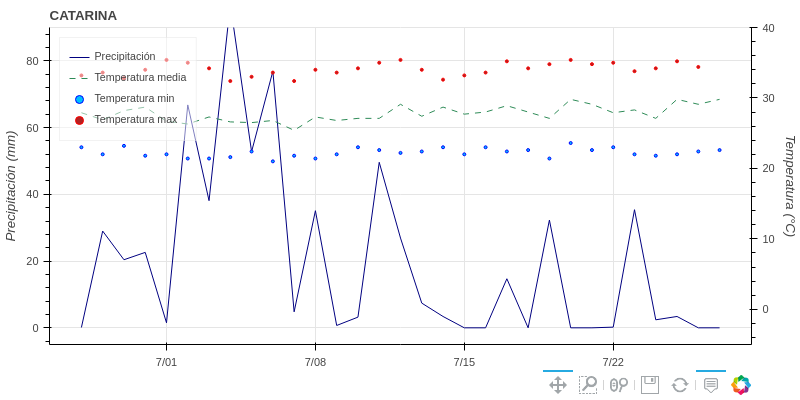 CATARINA
Precipitación
Temperatura media
Temperatura min
Temperatura max
80
60
40
20
0
Precipitación (mm)
40
30
20
10
0
Temperatura (°C)
7/01
7/08
7/15
7/22